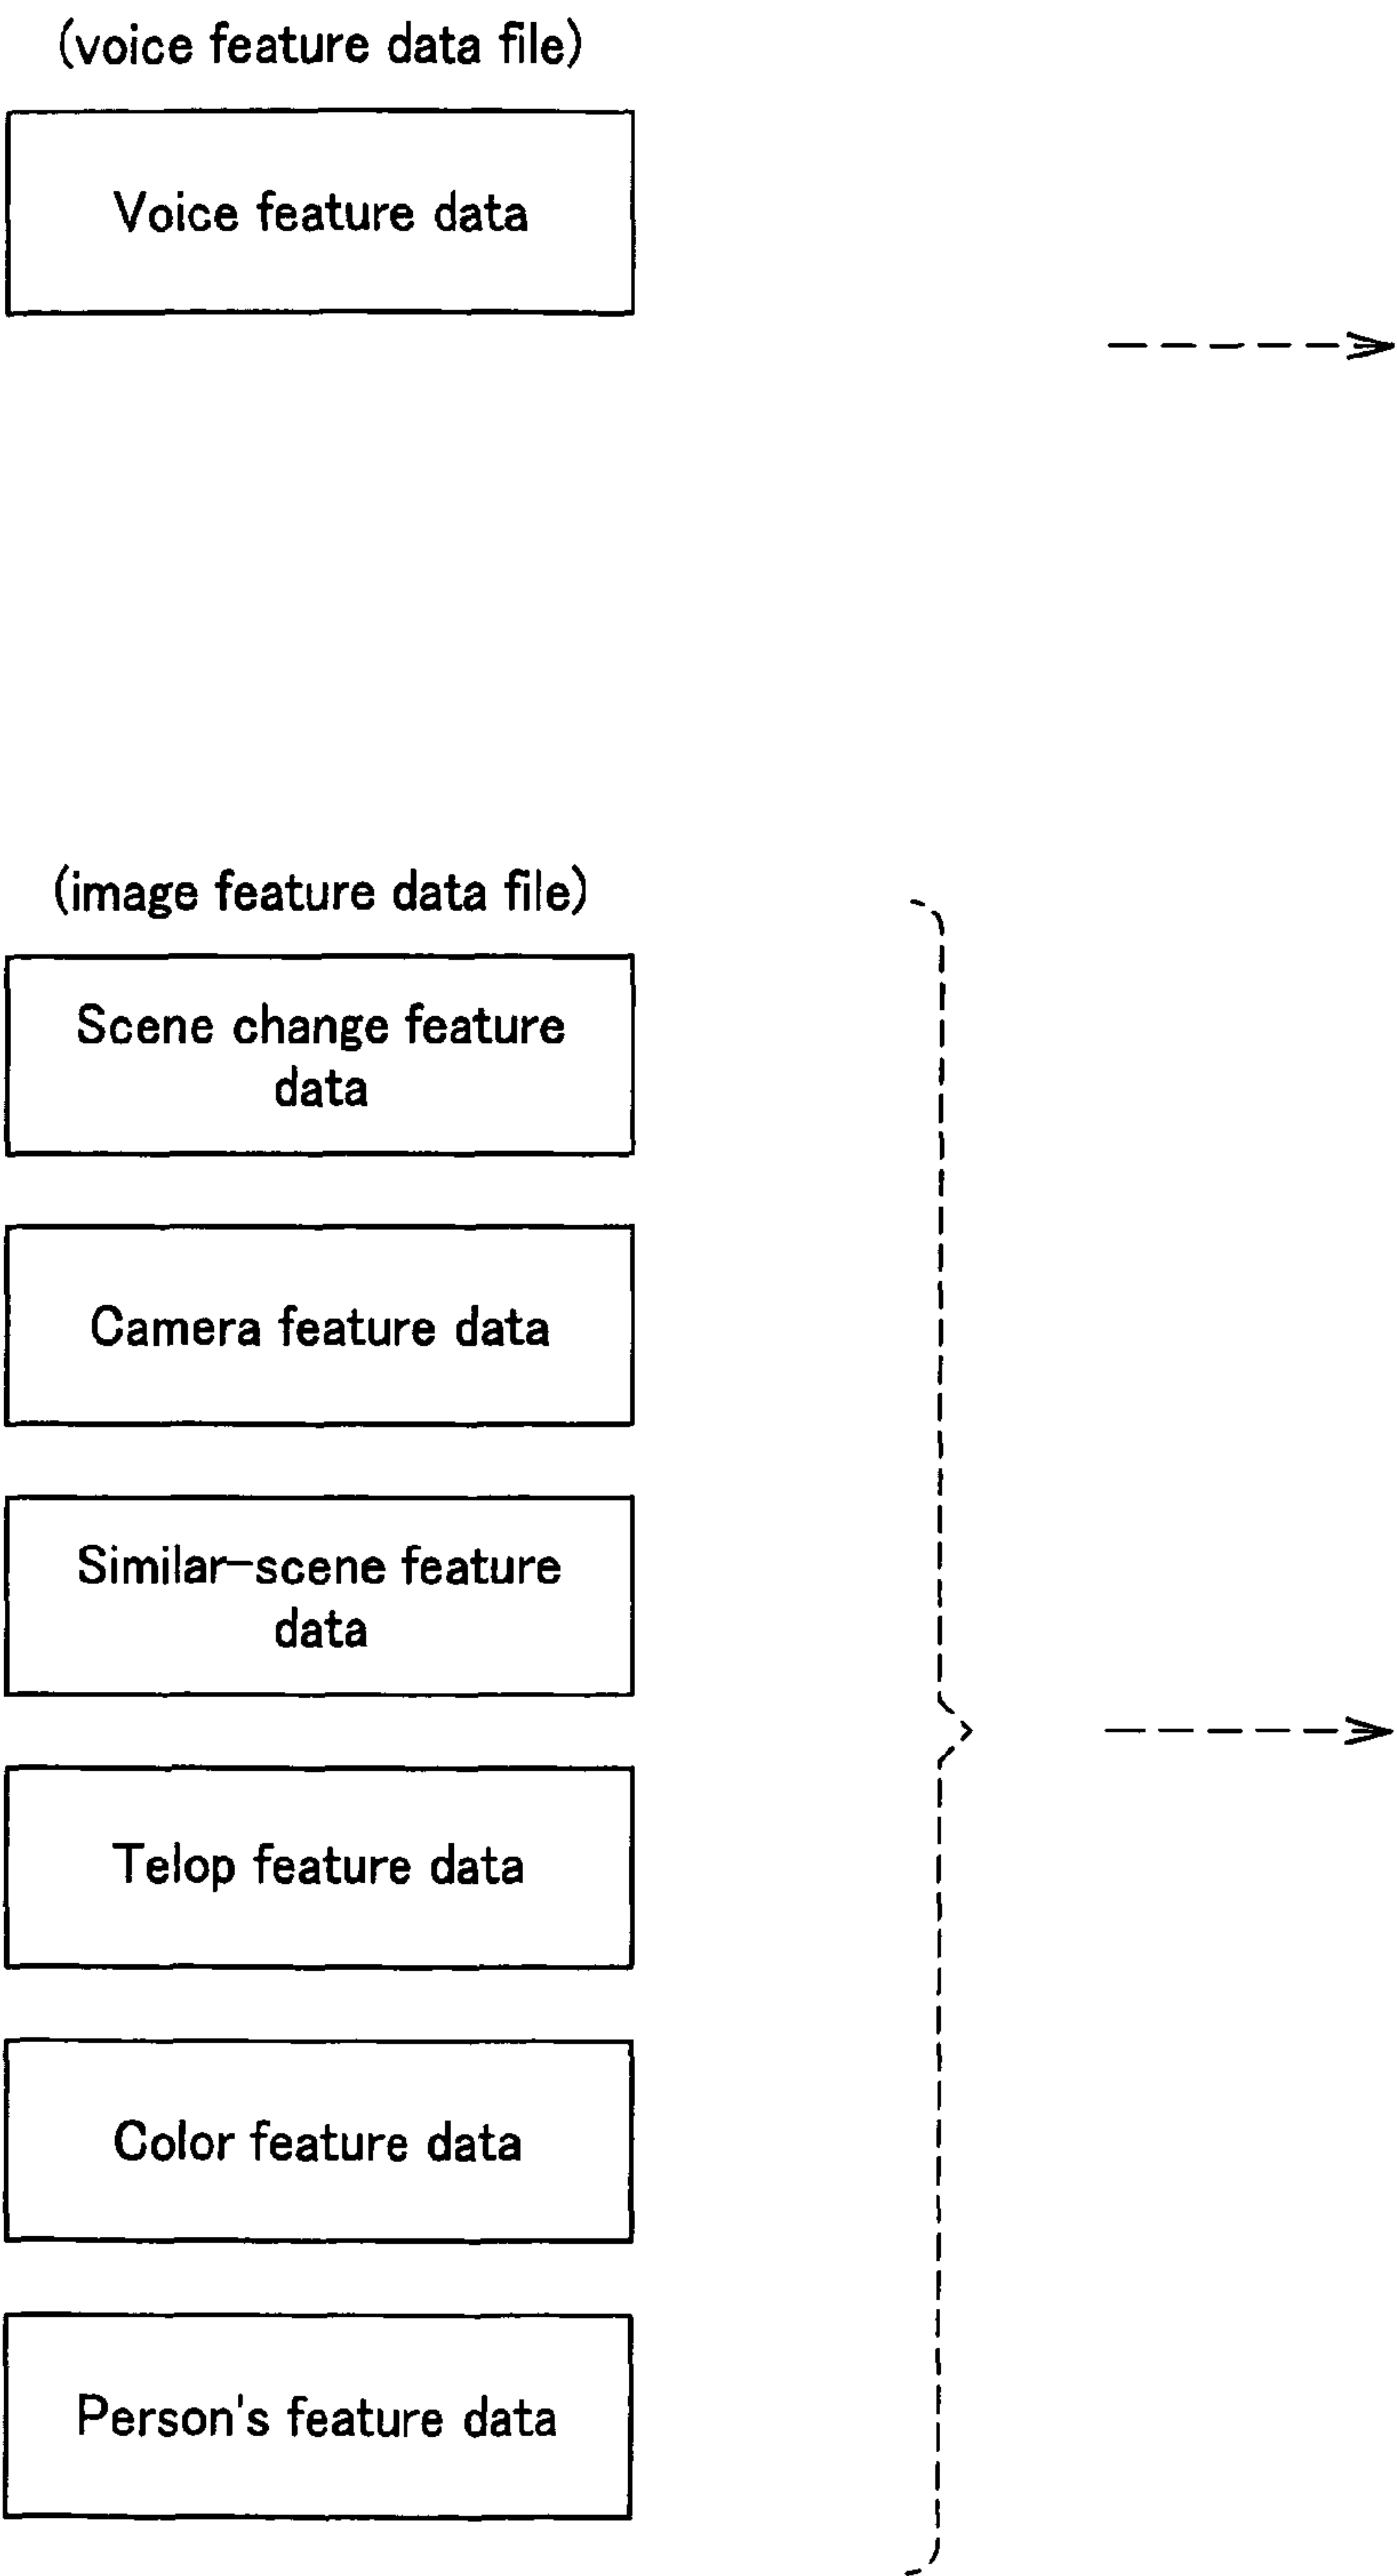 (voice feature data file)
Voice feature data
(image feature data file)
Scene change feature
data
Camera feature data
Similar-scene feature
data
Telop feature data
Color feature data
Person's feature data